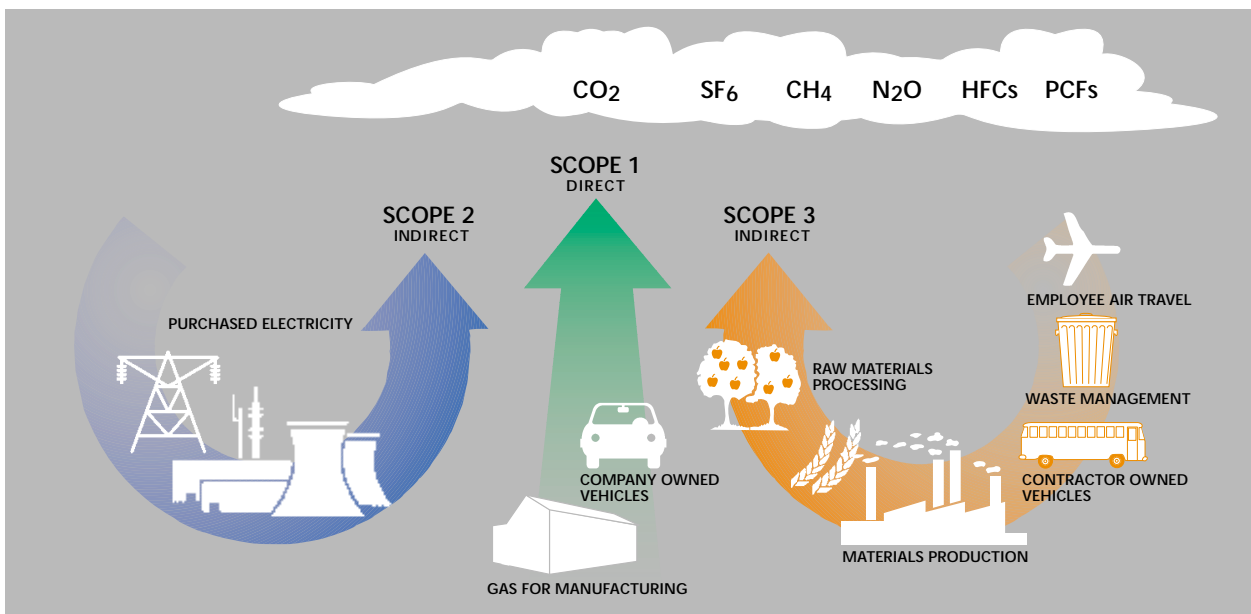 CO2 SF6 CH4 N2O HFCs PCFs
SCOPE 1
DIRECT
SCOPE 2
INDIRECT
SCOPE 3
INDIRECT
PURCHASED ELECTRICITY
COMPANY OWNED
VEHICLES
GAS FOR MANUFACTURING
RAW MATERIALS
PROCESSING
MATERIALS PRODUCTION
EMPLOYEE AIR TRAVEL
WASTE MANAGEMENT
CONTRACTOR OWNED
VEHICLES